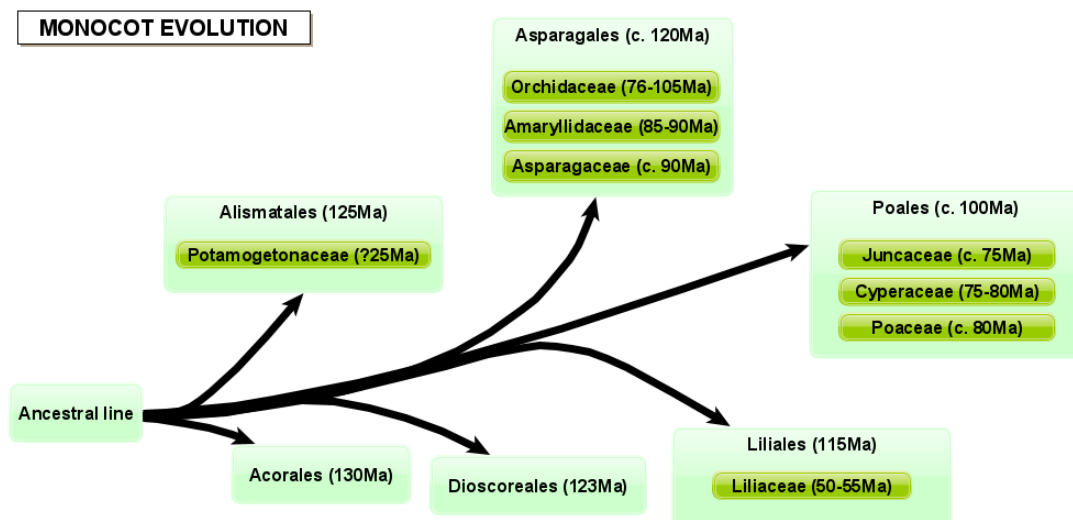 MONOCOT EVOLUTION
Asparagales (c. 120Ma)
Orchidaceae (76-105Ma)
Amaryllidaceae (85-90Ma)
Asparagaceae (c. 90Ma)
Alismatales (125Ma)
Potamogetonaceae (?25Ma)
Poales (c. 100Ma)
Juncaceae (c. 75Ma)
Cyperaceae (75-80Ma)
Poaceae (c. 80Ma)
Ancestral line
Acorales (130Ma)
Dioscoreales (123Ma)
Liliales (115Ma)
Liliaceae (50-55Ma)